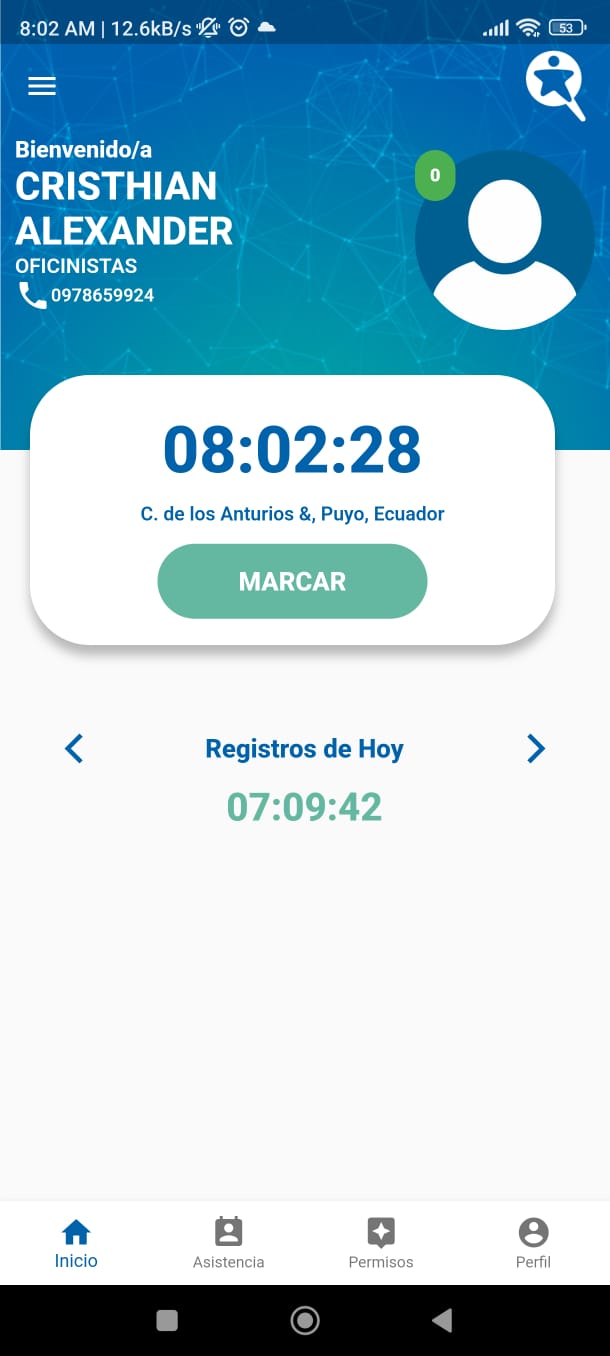 8:02 AM | 12.6kB/s
53
Bienvenido/a
CRISTHIAN
ALEXANDER
OFICINISTAS
0978659924
0
08:02:28
C. de los Anturios &, Puyo, Ecuador
MARCAR
Registros de Hoy
07:09:42
Inicio
Asistencia
Permisos
Perfil